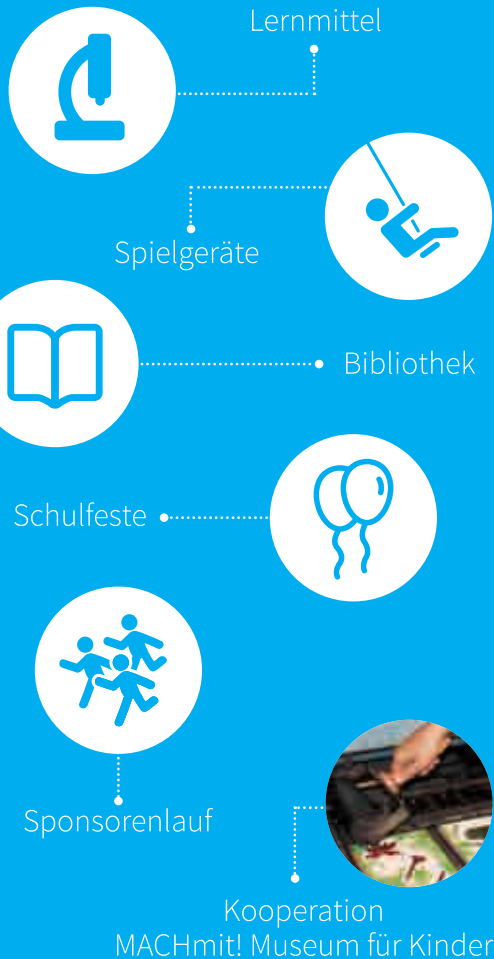 Lernmittel
Spielgeräte
Bibliothek
Schulfeste
Sponsorenlauf
Kooperation
MACHmit! Museum für Kinder